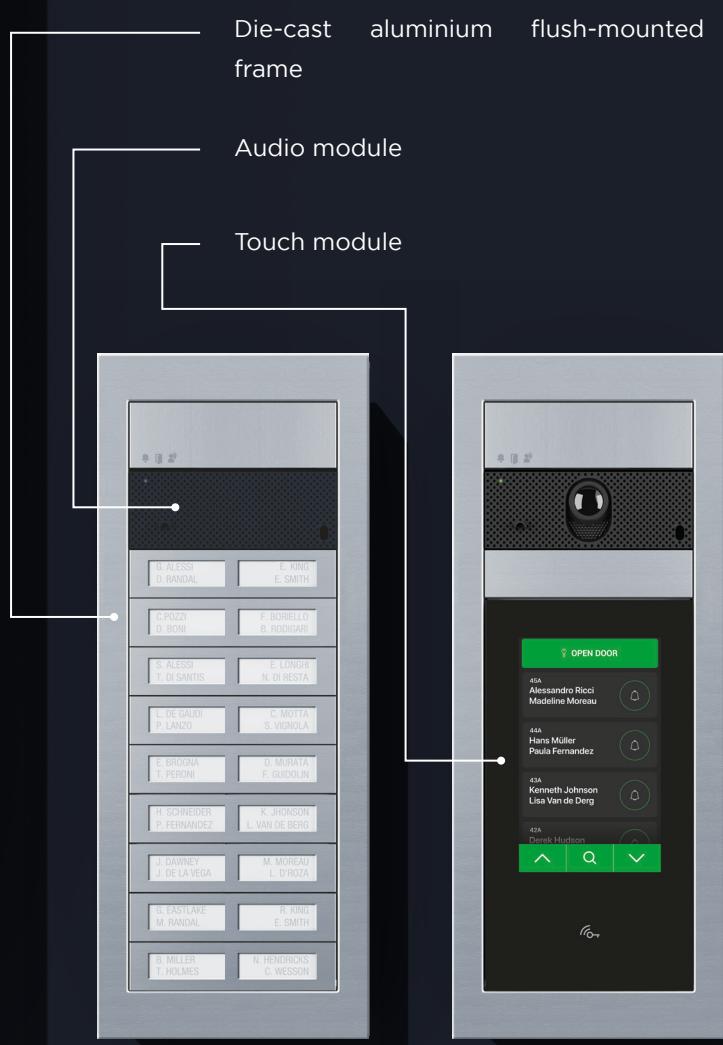 Die-cast aluminium flush-mounted
frame
Audio module
Touch module
G. ALESSI
D. RANDAL
E. KING
E. SMITH
C.POZZI
D. BONI
F. BORIELLO
B. RODIGARI
S. ALESSI
T. DI SANTIS
E. LONGHI
N. DI RESTA
L. DE GAUDI
P. LANZO
C. MOTTA
S. VIGNOLA
E. BROGNA
T. PERONI
D. MURATA
F. GUIDOLIN
H. SCHNEIDER
P. FERNANDEZ
K. JHONSON
L. VAN DE BERG
J. DAWNEY
J. DE LA VEGA
M. MOREAU
L. D'ROZA
G. EASTLAKE
M. RANDAL
R. KING
E. SMITH
B. MILLER
T. HOLMES
N. HENDRICKS
C. WESSON
OPEN DOOR
45A
Alessandro Ricci
Madeline Moreau
44A
Hans Müller
Paula Fernandez
43A
Kenneth Johnson
Lisa Van de Derg
42A
Derek Hudson